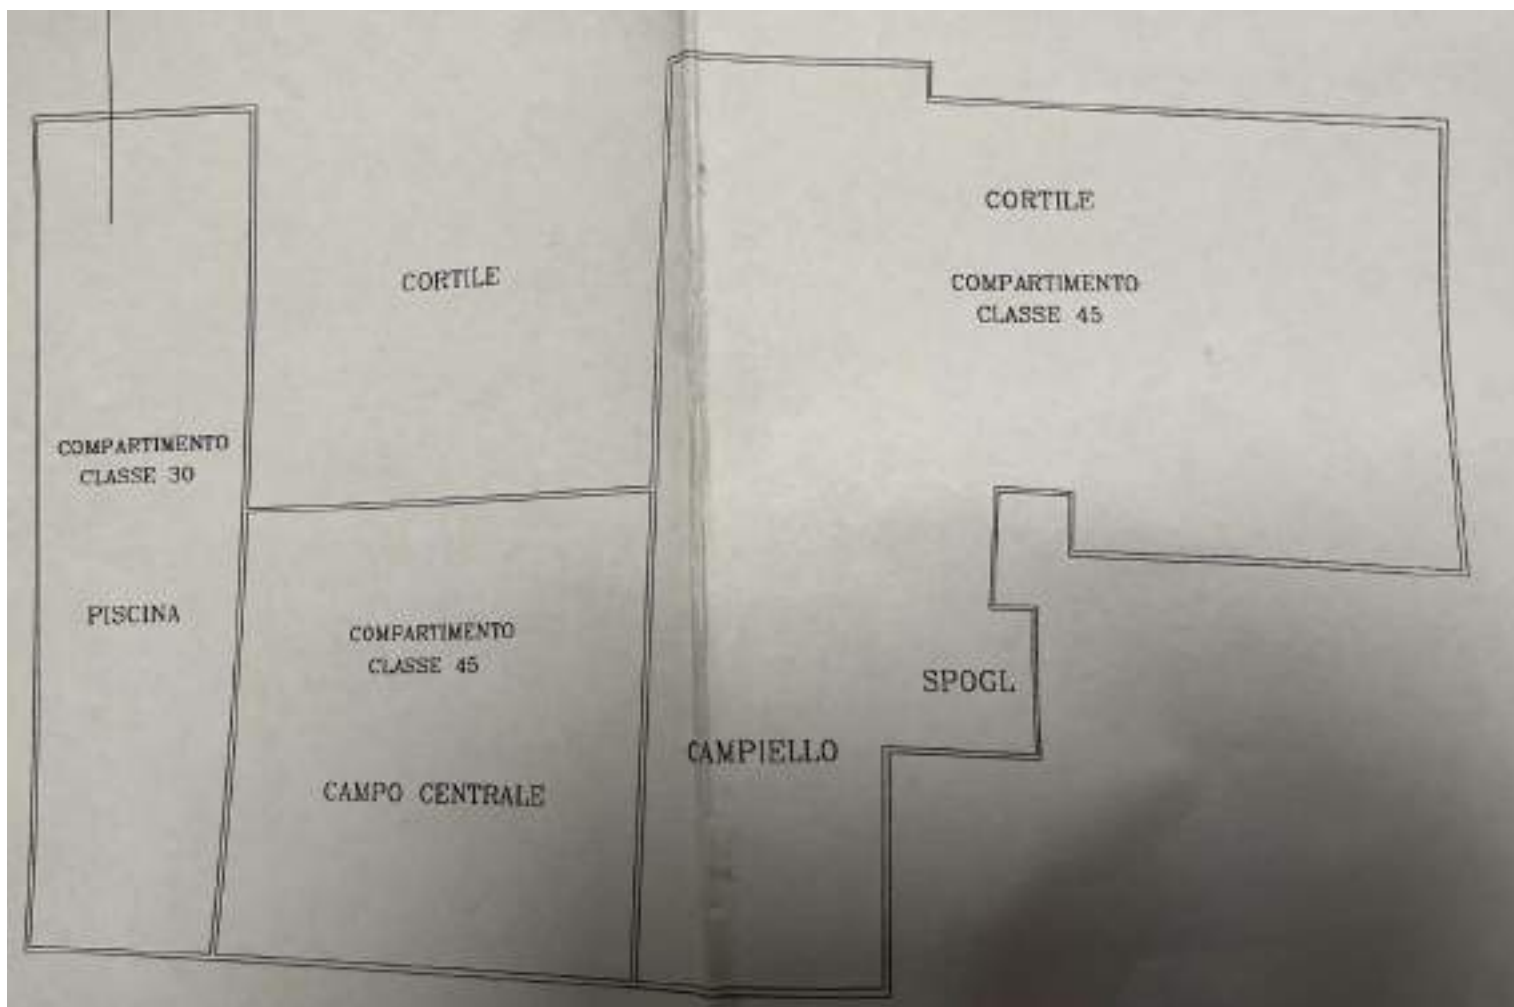 CORTILE
COMPARTIMENTO
CLASSE 45
CORTILE
COMPARTIMENTO
CLASSE 30
PISCINA
COMPARTIMENTO
CLASSE 45
SPOGL
CAMPIELLO
CAMPO CENTRALE